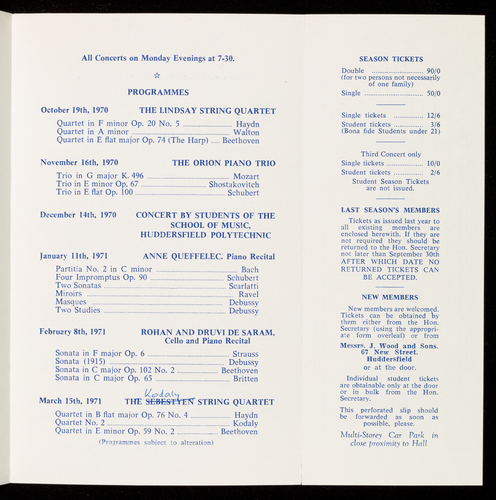 All Concerts on Monday Evenings at 7-30.
☆
PROGRAMMES
October 19th, 1970 THE LINDSAY STRING QUARTET
Quartet in F minor Op. 20 No. 5 .................. Haydn
Quartet in A minor .................. Walton
Quartet in E flat major Op. 74 (The Harp) .... Beethoven
November 16th, 1970 THE ORION PIANO TRIO
Trio in G major K. 496 .................. Mozart
Trio in E minor Op. 67 .................. Shostakovitch
Trio in E flat Op. 100 .................. Schubert
December 14th, 1970 CONCERT BY STUDENTS OF THE
SCHOOL OF MUSIC,
HUDDERSFIELD POLYTECHNIC
January 11th, 1971 ANNE QUEFFELEC. Piano Recital
Partitia No. 2 in C minor .................. Bach
Four Impromptus Op. 90 .................. Schubert
Two Sonatas .................. Scarlatti
Miroirs .................. Ravel
Masques .................. Debussy
Two Studies .................. Debussy
February 8th, 1971 ROHAN AND DRUVI DE SARAM.
Cello and Piano Recital
Sonata in F major Op. 6 .................. Strauss
Sonata (1915) .................. Debussy
Sonata in C major Op. 102 No. 2 .................. Beethoven
Sonata in C major Op. 65 .................. Britten
Kodaly
March 15th, 1971 THE SEBESTYEN STRING QUARTET
Quartet in B flat major Op. 76 No. 4 .................. Haydn
Quartet No. 2 .................. Kodaly
Quartet in E minor Op. 59 No. 2 .................. Beethoven
(Programmes subject to alteration)
SEASON TICKETS
Double .................. 90/0
(for two persons not necessarily
of one family)
Single .................. 50/0
Single tickets .................. 12/6
Student tickets .................. 3/6
(Bona fide Students under 21)
Third Concert only
Single tickets .................. 10/0
Student tickets .................. 2/6
Student Season Tickets
are not issued.
LAST SEASON'S MEMBERS
Tickets as issued last year to
all existing members are
enclosed herewith. If they are
not required they should be
returned to the Hon. Secretary
not later than September 30th
AFTER WHICH DATE NO
RETURNED TICKETS CAN
BE ACCEPTED.
NEW MEMBERS
New members are welcomed.
Tickets can be obtained by
them either from the Hon.
Secretary (using the appropri-
ate form overleaf) or from
Messrs. J. Wood and Sons.
67 New Street.
Huddersfield
or at the door.
Individual student tickets
are obtainable only at the door
or in bulk from the Hon.
Secretary.
This perforated slip should
be forwarded as soon as
possible, please.
Multi-Storey Car Park in
close proximity to Hall